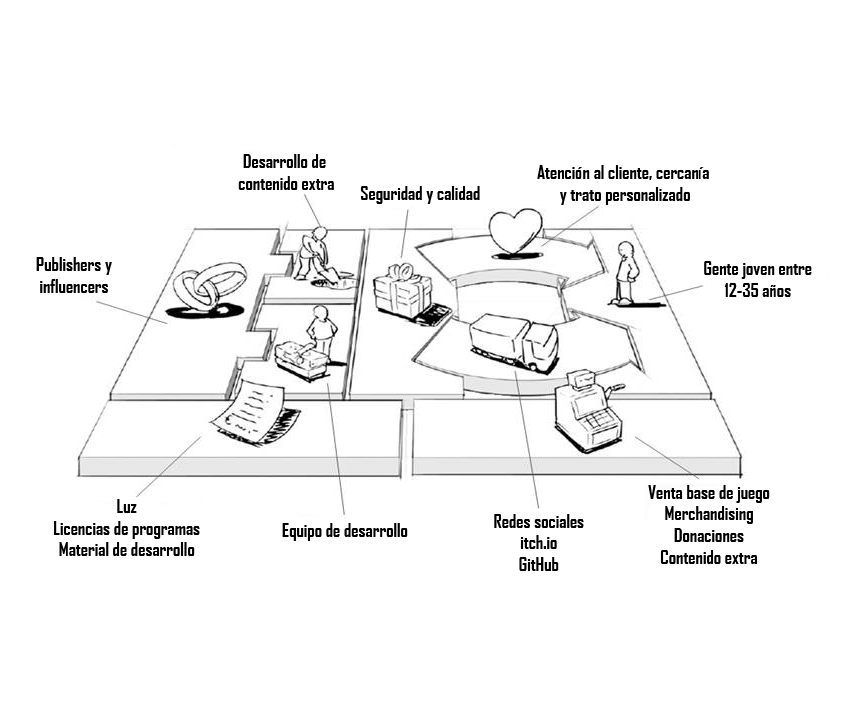 Desarrollo de
contenido extra
Seguridad y calidad
Atención al cliente, cercanía
y trato personalizado
Publishers y
influencers
Gente joven entre
12-35 años
Luz
Licencias de programas
Material de desarrollo
Equipo de desarrollo
Redes sociales
itch.io
GitHub
Venta base de juego
Merchandising
Donaciones
Contenido extra